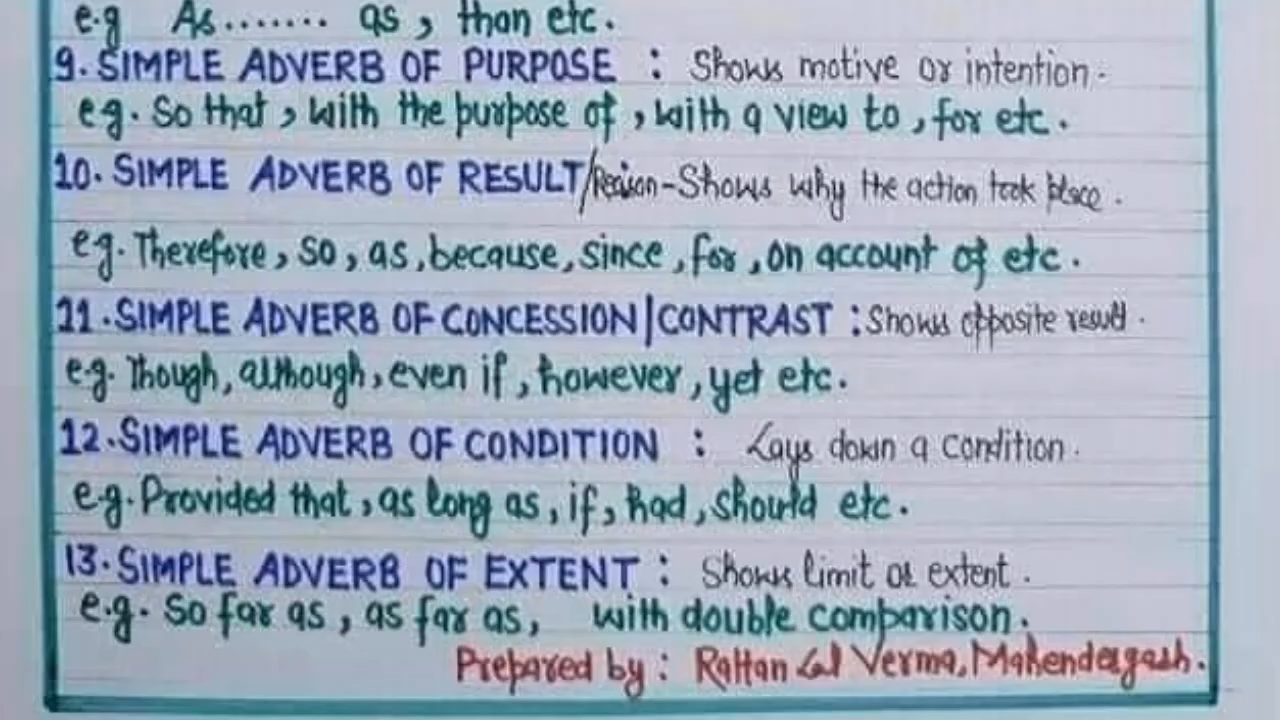 e.g As....... as, than etc.
9. SIMPLE ADVERB OF PURPOSE : Shows motive or intention.
eg. So that, with the purpose of, with a view to, for etc.
10. SIMPLE ADVERB OF RESULT/Reason-Shows why the action took place.
eg. Therefore, so, as, because, since, for, on account of etc.
11. SIMPLE ADVERB OF CONCESSION|CONTRAST : Shows opposite result.
e.g. Though, although, even if, however, yet etc.
12. SIMPLE ADVERB OF CONDITION : Lays down a condition.
e.g. Provided that, as long as, if, had, should etc.
13. SIMPLE ADVERB OF EXTENT : Shows limit or extent.
e.g. So far as, as far as, with double comparison.
Prepared by : Rattan Lal Verma, Mahendergarh.